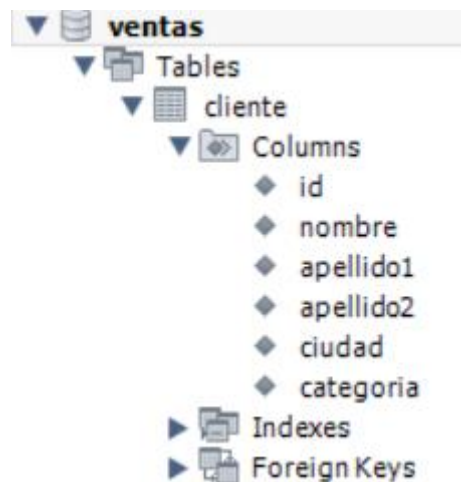 ventas
Tables
cliente
Columns
id
nombre
apellido1
apellido2
ciudad
categoria
Indexes
Foreign Keys